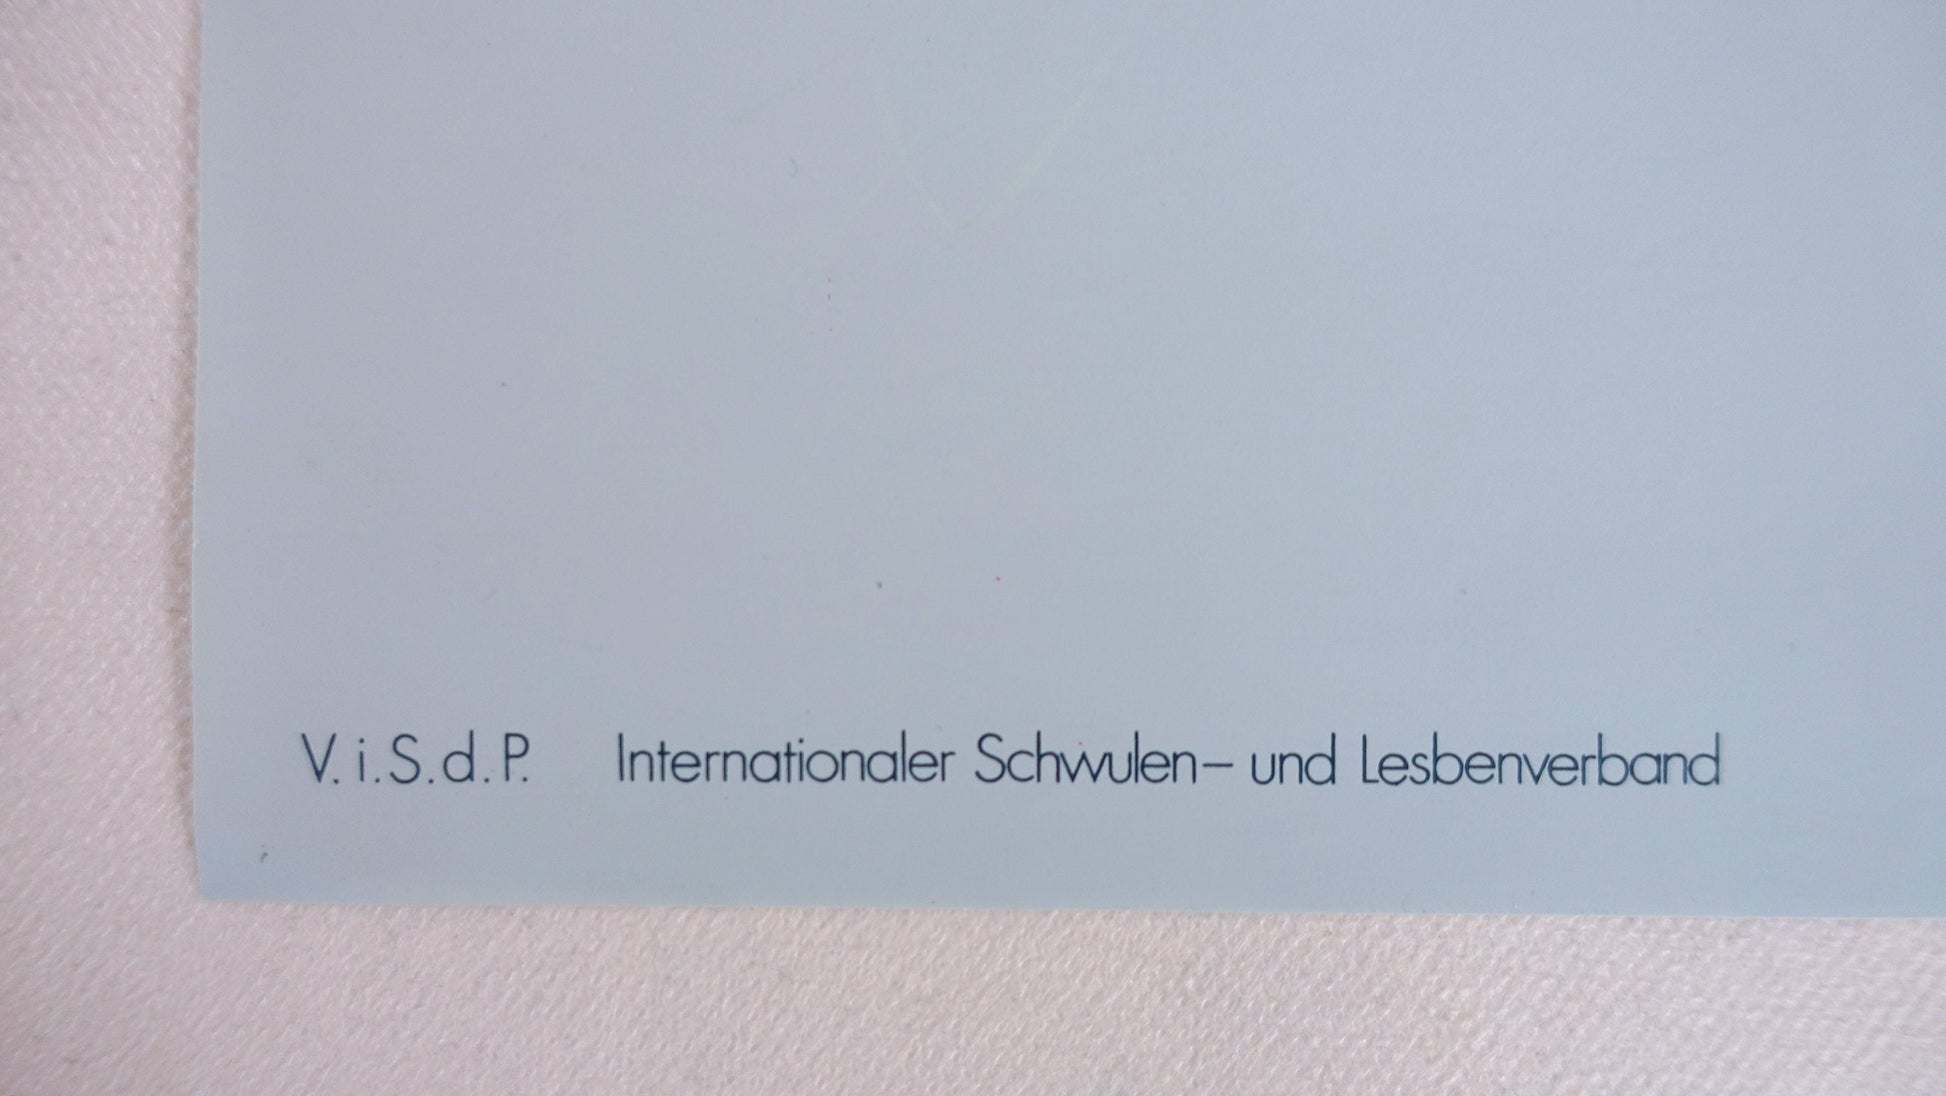 V. i. S. d. P. Internationaler Schwulen– und Lesbenverband